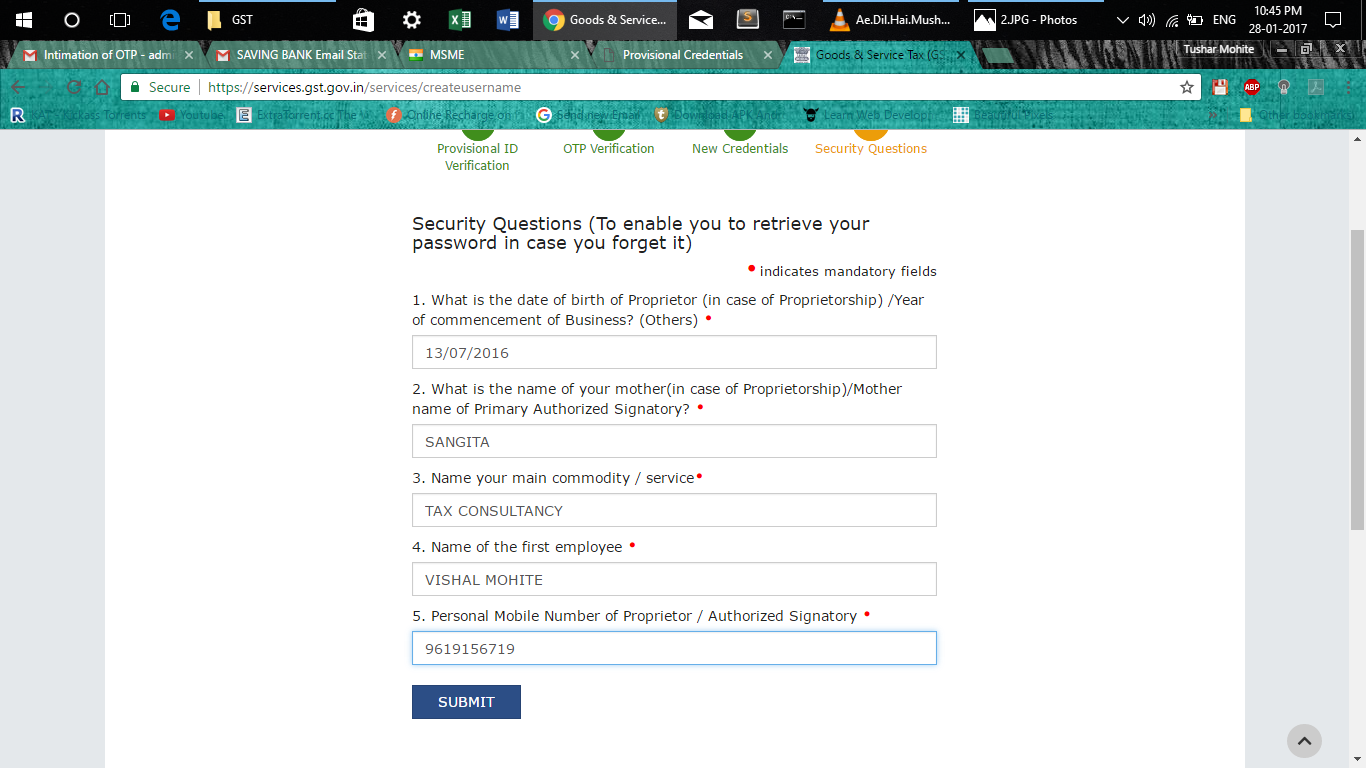 GST
Goods & Service...
Ae.Dil.Hai.Mush...
2.JPG - Photos
ENG
10:45 PM
28-01-2017
Intimation of OTP - adm
SAVING BANK Email Stat
MSME
Provisional Credentials
Goods & Service Tax (GS
Tushar Mohite
Secure
https://services.gst.gov.in/services/createusername
ABP
R
Kickass Torrents
Youtube
E
ExtraTorrent.cc The
Online Recharge on
Send new Email
Download APK
Learn Web Develop
Beautiful Pixels
Other bookmarks
Provisional ID
Verification
OTP Verification
New Credentials
Security Questions
Security Questions (To enable you to retrieve your
password in case you forget it)
• indicates mandatory fields
1. What is the date of birth of Proprietor (in case of Proprietorship) /Year
of commencement of Business? (Others) •
13/07/2016
2. What is the name of your mother(in case of Proprietorship)/Mother
name of Primary Authorized Signatory? •
SANGITA
3. Name your main commodity / service•
TAX CONSULTANCY
4. Name of the first employee •
VISHAL MOHITE
5. Personal Mobile Number of Proprietor / Authorized Signatory •
9619156719
SUBMIT